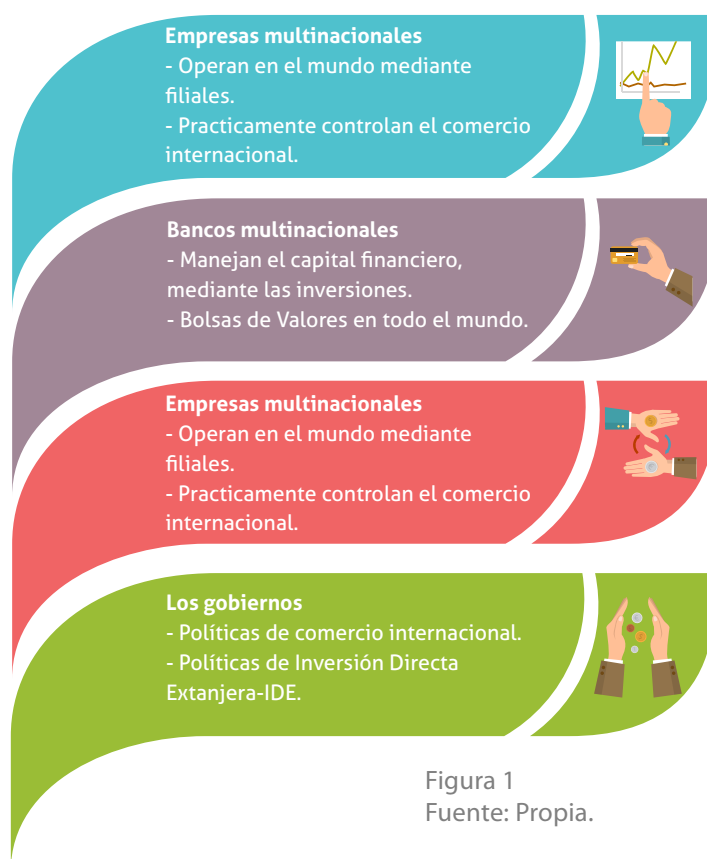 Empresas multinacionales
- Operan en el mundo mediante
filiales.
- Practicamente controlan el comercio
internacional.
Bancos multinacionales
- Manejan el capital financiero,
mediante las inversiones.
- Bolsas de Valores en todo el mundo.
Empresas multinacionales
- Operan en el mundo mediante
filiales.
- Practicamente controlan el comercio
internacional.
Los gobiernos
- Políticas de comercio internacional.
- Políticas de Inversión Directa
Extanjera-IDE.
Figura 1
Fuente: Propia.